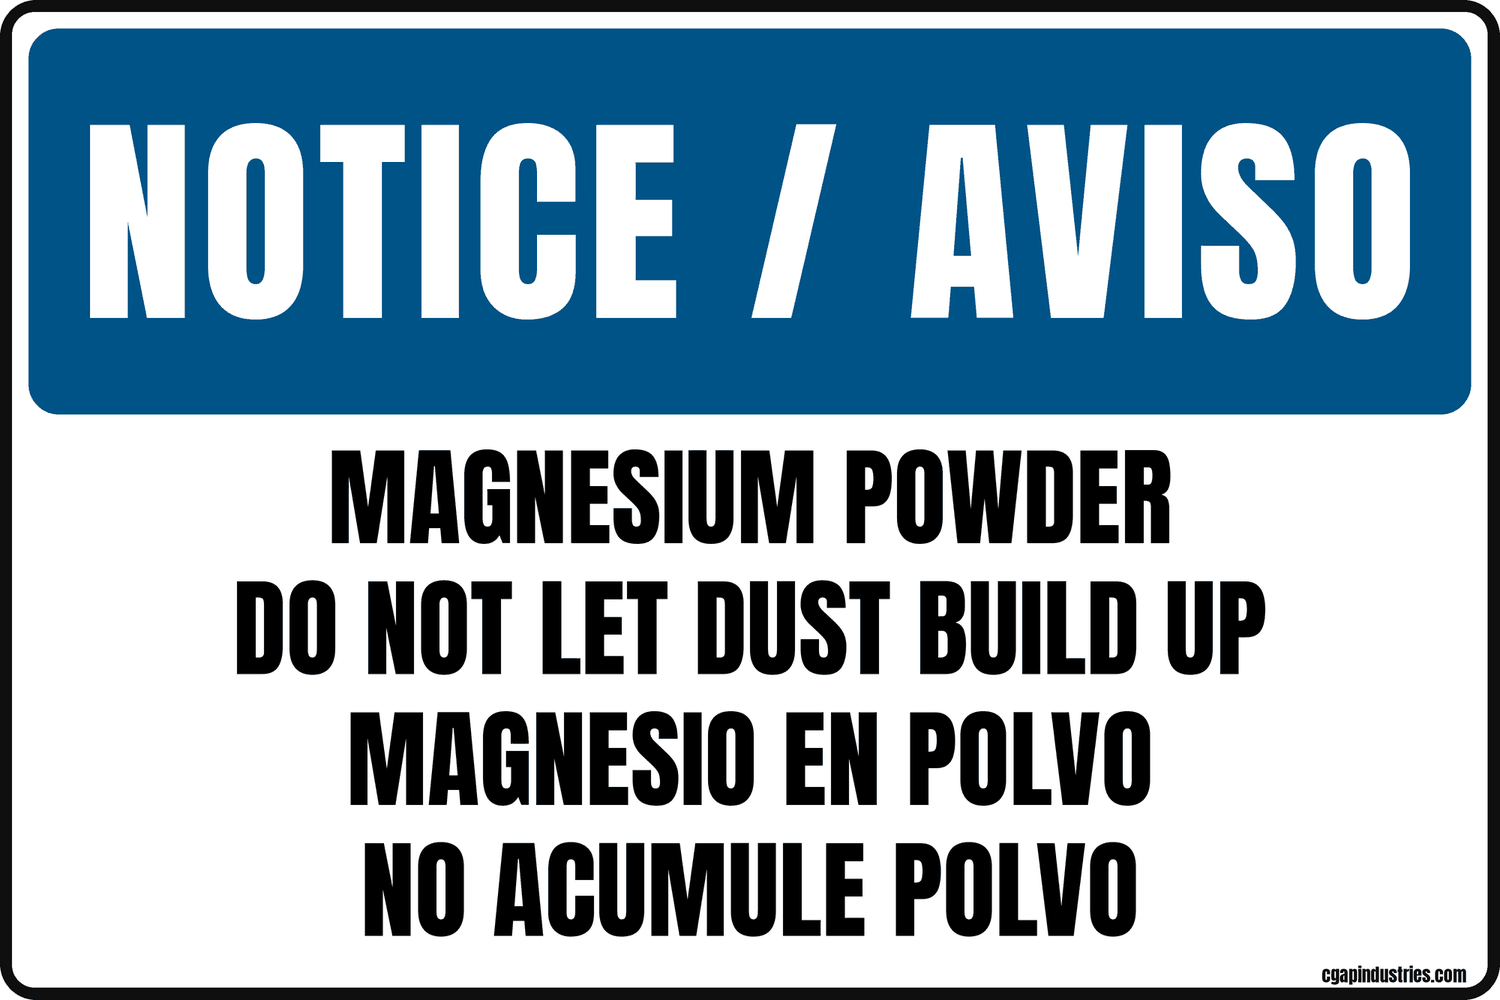 NOTICE / AVISO
MAGNESIUM POWDER
DO NOT LET DUST BUILD UP
MAGNESIO EN POLVO
NO ACUMULE POLVO
cgapindustries.com